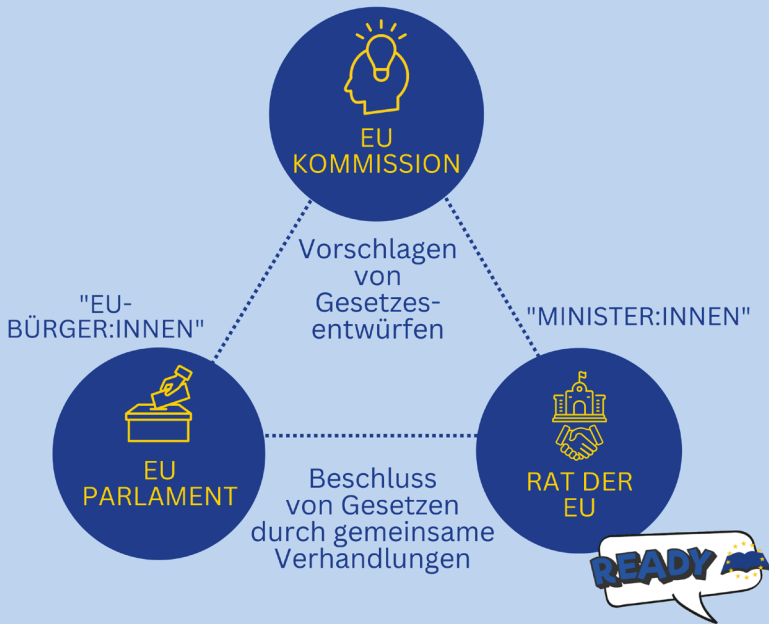 EU
KOMMISSION
Vorschlagen
von
Gesetzes-
entwürfen
"EU-
BÜRGER:INNEN"
"MINISTER:INNEN"
EU
PARLAMENT
RAT DER
EU
Beschluss
von Gesetzen
durch gemeinsame
Verhandlungen
READY